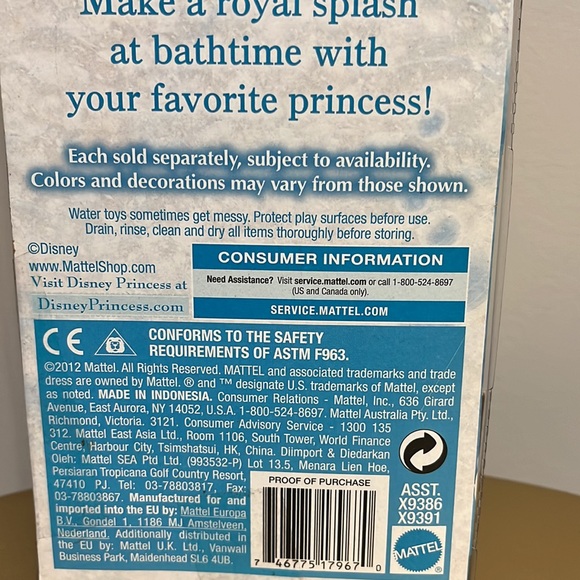 Make a royal splash
at bathtime with
your favorite princess!
Each sold separately, subject to availability.
Colors and decorations may vary from those shown.
Water toys sometimes get messy. Protect play surfaces before use.
Drain, rinse, clean and dry all items thoroughly before storing.
©Disney
www.MattelShop.com
Visit Disney Princess at
DisneyPrincess.com
CONSUMER INFORMATION
Need Assistance? Visit service.mattel.com or call 1-800-524-8697
(US and Canada only).
SERVICE.MATTEL.COM
CE
CONFORMS TO THE SAFETY
REQUIREMENTS OF ASTM F963.
©2012 Mattel. All Rights Reserved. MATTEL and associated trademarks and trade
dress are owned by Mattel. ® and ™ designate U.S. trademarks of Mattel, except
as noted. MADE IN INDONESIA. Consumer Relations - Mattel, Inc., 636 Girard
Avenue, East Aurora, NY 14052, U.S.A. 1-800-524-8697. Mattel Australia Pty. Ltd.,
Richmond, Victoria. 3121. Consumer Advisory Service - 1300 135
312. Mattel East Asia Ltd., Room 1106, South Tower, World Finance
Centre, Harbour City, Tsimshatsui, HK, China. Diimport & Diedarkan
Oleh: Mattel SEA Ptd Ltd. (993532-P) Lot 13.5, Menara Lien Hoe,
Persiaran Tropicana Golf Country Resort,
47410 PJ. Tel: 03-78803817, Fax:
03-78803867. Manufactured for and
imported into the EU by: Mattel Europa
B.V., Gondel 1, 1186 MJ Amstelveen,
Nederland. Additionally distributed in
the EU by: Mattel U.K. Ltd., Vanwall
Business Park, Maidenhead SL6 4UB.
PROOF OF PURCHASE
7 46775 17967 0
ASST.
X9386
X9391
MATTEL